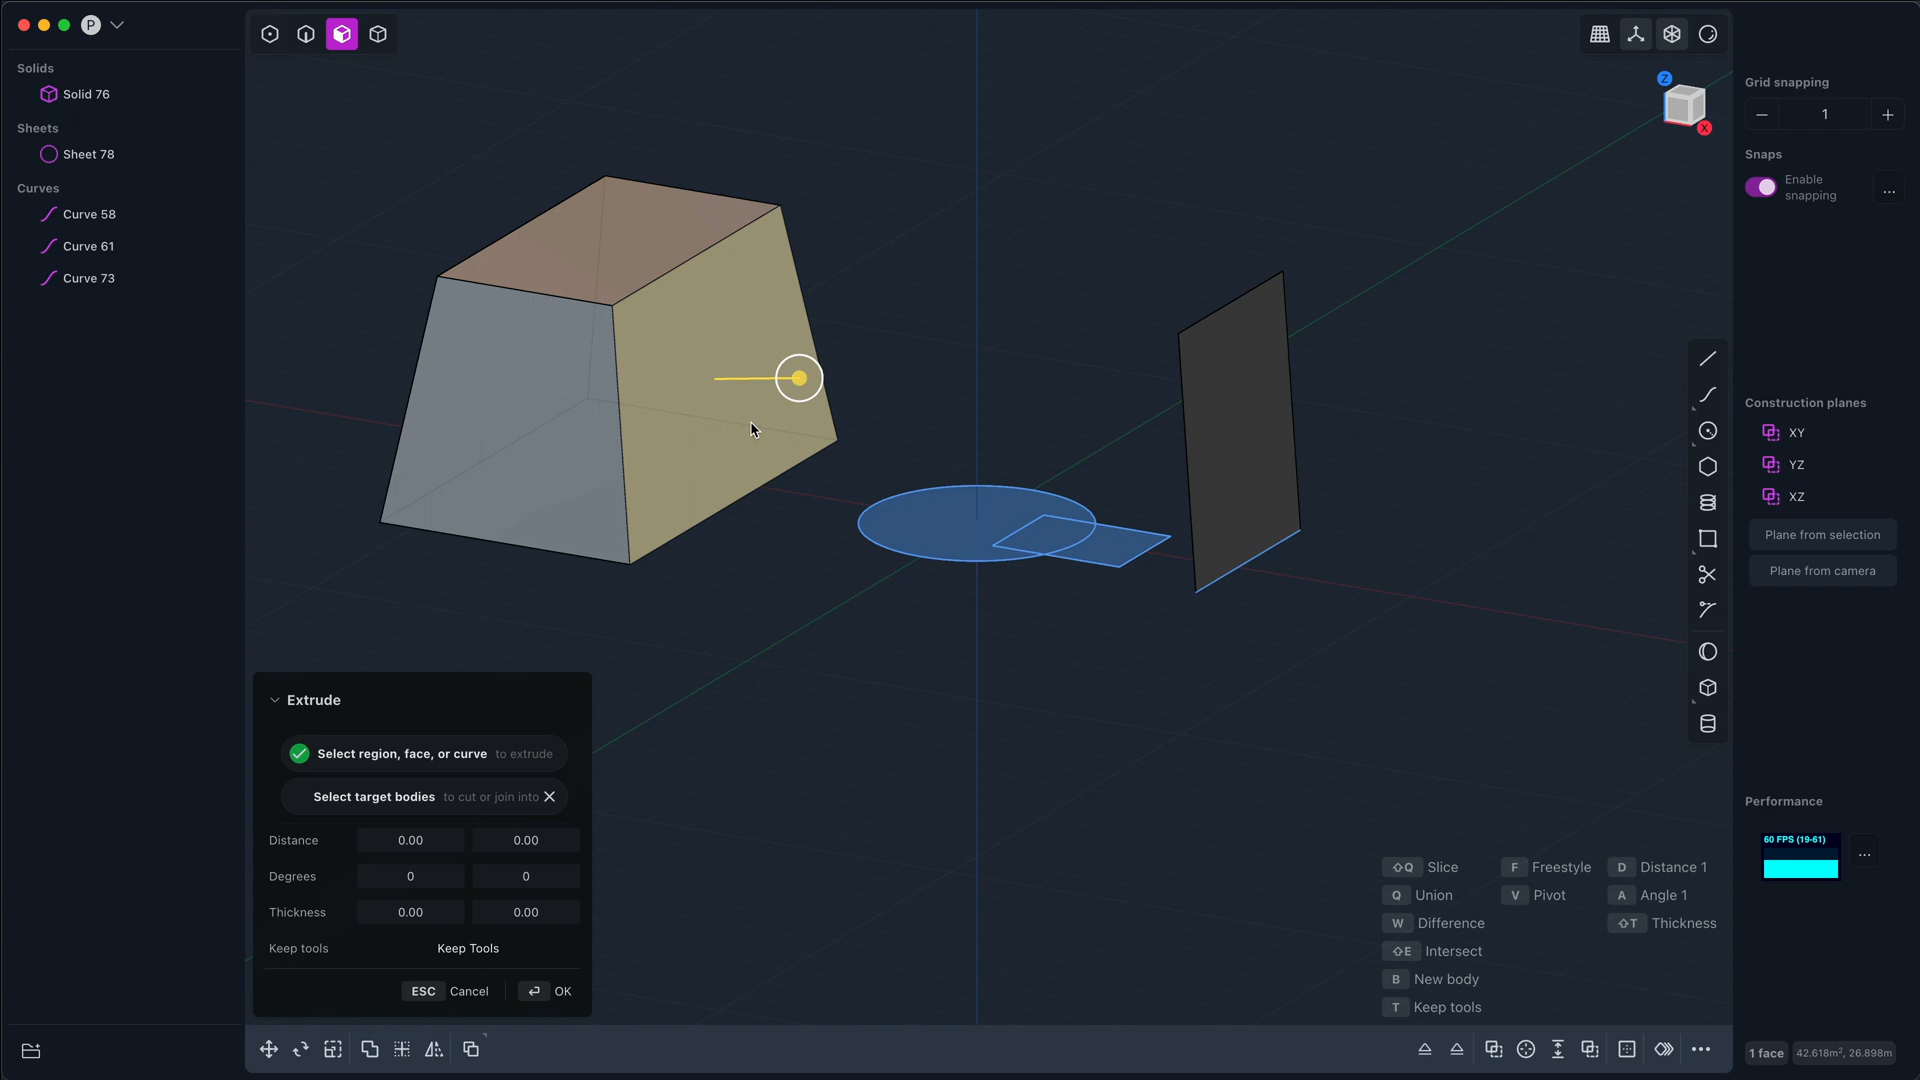 P
Solids
Solid 76
Sheets
Sheet 78
Curves
Curve 58
Curve 61
Curve 73
Z
X
Grid snapping
1
Snaps
Enable
snapping
Construction planes
XY
YZ
XZ
Plane from selection
Plane from camera
Extrude
Select region, face, or curve to extrude
Select target bodies to cut or join into
Distance 0.00 0.00
Degrees 0 0
Thickness 0.00 0.00
Keep tools Keep Tools
ESC Cancel OK
Q Slice F Freestyle D Distance 1
Q Union V Pivot A Angle 1
W Difference T Thickness
E Intersect
B New body
T Keep tools
Performance
60 FPS (19-61)
1 face 42.618m², 26.898m